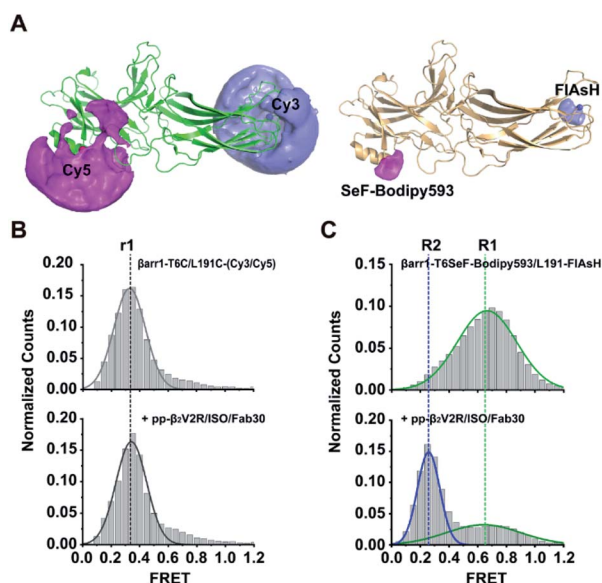 A
Cy5
Cy3
FlAsH
SeF-Bodipy593
B
r1
βarr1-T6C/L191C-(Cy3/Cy5)
0.20
0.15
0.10
0.05
0.00
+ pp-β₂V2R/ISO/Fab30
0.20
0.15
0.10
0.05
0.00
0.0 0.2 0.4 0.6 0.8 1.0 1.2
FRET
Normalized Counts
C
R2 R1
βarr1-T6SeF-Bodipy593/L191-FlAsH
0.15
0.10
0.05
0.00
+ pp-β₂V2R/ISO/Fab30
0.20
0.15
0.10
0.05
0.00
0.0 0.2 0.4 0.6 0.8 1.0 1.2
FRET
Normalized Counts